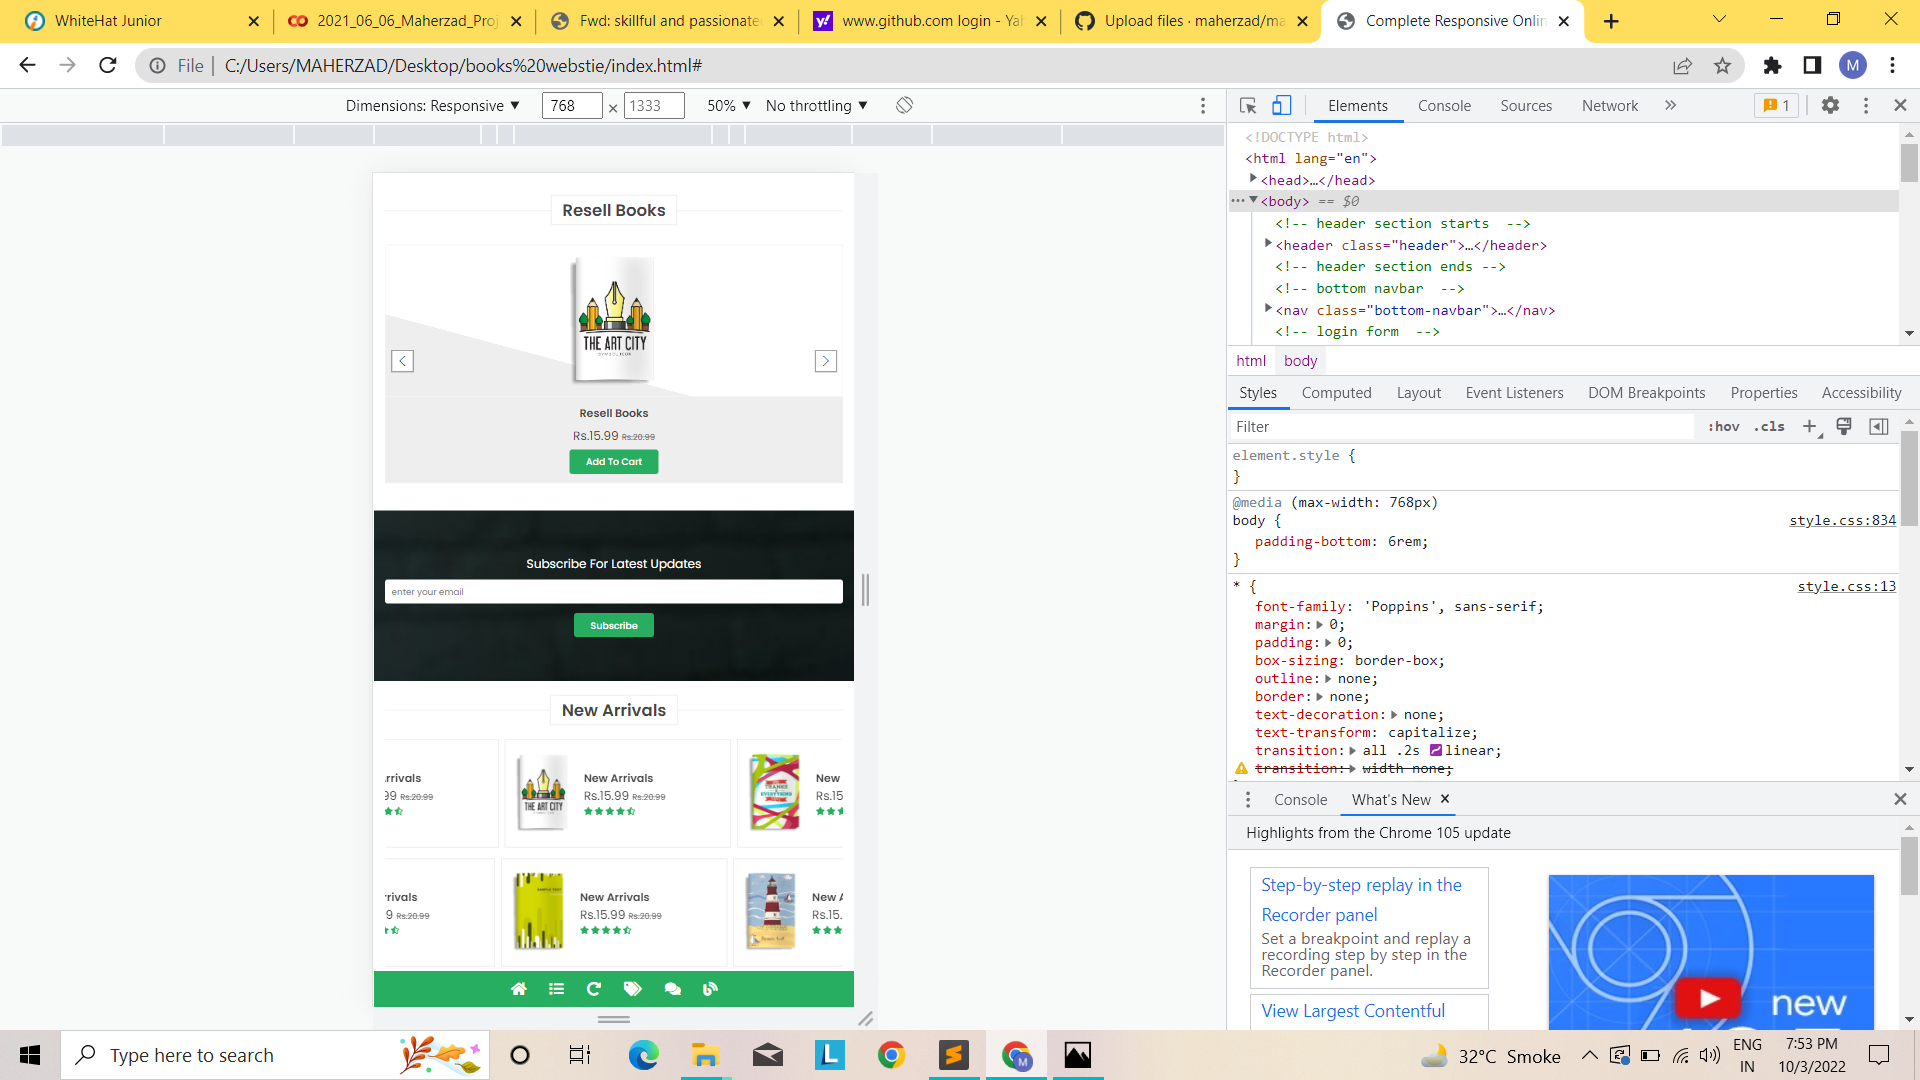 WhiteHat Junior
2021_06_06_Maherzad_Proj
Fwd: skillful and passionate
www.github.com login - Yah
Upload files · maherzad/ma
Complete Responsive Onlin
File | C:/Users/MAHERZAD/Desktop/books%20webstie/index.html#
M
Dimensions: Responsive ▼ 768 × 1333 50% ▼ No throttling ▼
Elements Console Sources Network » 1
<!DOCTYPE html>
<html lang="en">
<head>…</head>
<body> == $0
<!-- header section starts  -->
<header class="header">…</header>
<!-- header section ends -->
<!-- bottom navbar  -->
<nav class="bottom-navbar">…</nav>
<!-- login form  -->
html body
Styles Computed Layout Event Listeners DOM Breakpoints Properties Accessibility
Filter :hov .cls +
element.style {
}
@media (max-width: 768px)
body { style.css:834
padding-bottom: 6rem;
}
* { style.css:13
font-family: 'Poppins', sans-serif;
margin: 0;
padding: 0;
box-sizing: border-box;
outline: none;
border: none;
text-decoration: none;
text-transform: capitalize;
transition: all .2s linear;
transition: width none;
Console What's New
Highlights from the Chrome 105 update
Step-by-step replay in the
Recorder panel
Set a breakpoint and replay a
recording step by step in the
Recorder panel.
View Largest Contentful
new
Resell Books
THE ART CITY
SYMBOL ICON
Resell Books
Rs.15.99 Rs.20.99
Add To Cart
Subscribe For Latest Updates
enter your email
Subscribe
New Arrivals
rrivals
99 Rs.20.99
THE ART CITY
New Arrivals
Rs.15.99 Rs.20.99
THANKS
EVERYTHING
New
Rs.15
rivals
9 Rs.20.99
New Arrivals
Rs.15.99 Rs.20.99
New A
Rs.15.
Type here to search
L
M
32°C Smoke
ENG
IN
7:53 PM
10/3/2022